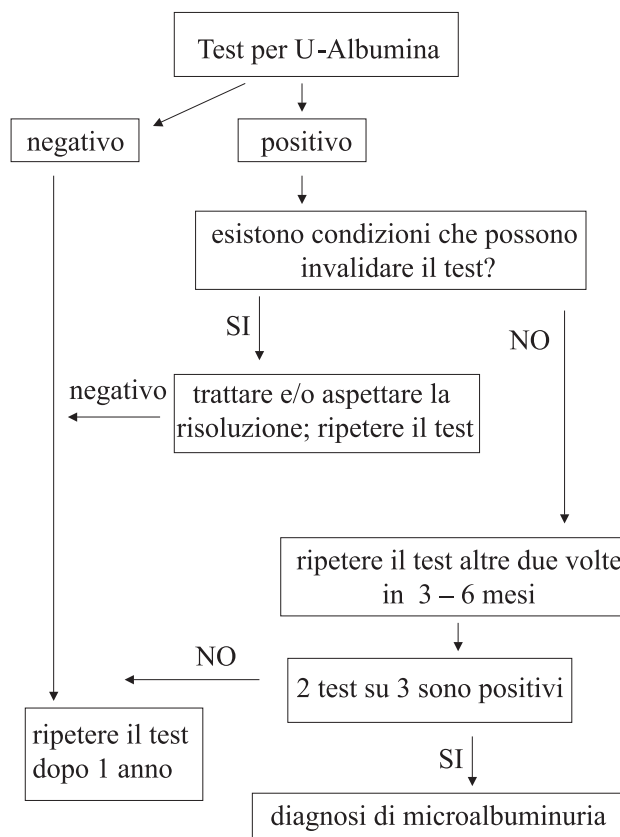 Test per U-Albumina
negativo
positivo
esistono condizioni che possono
invalidare il test?
SI
NO
negativo
trattare e/o aspettare la
risoluzione; ripetere il test
ripetere il test altre due volte
in 3 – 6 mesi
NO
2 test su 3 sono positivi
ripetere il test
dopo 1 anno
SI
diagnosi di microalbuminuria